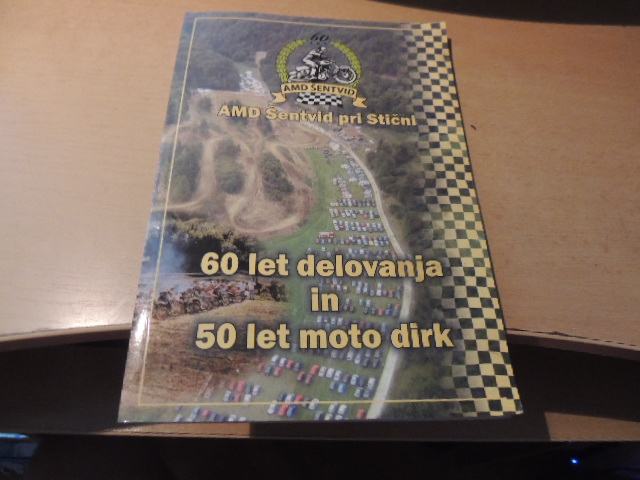 60
AMD ŠENTVID
AMD Šentvid pri Stični
60 let delovanja
in
50 let moto dirk